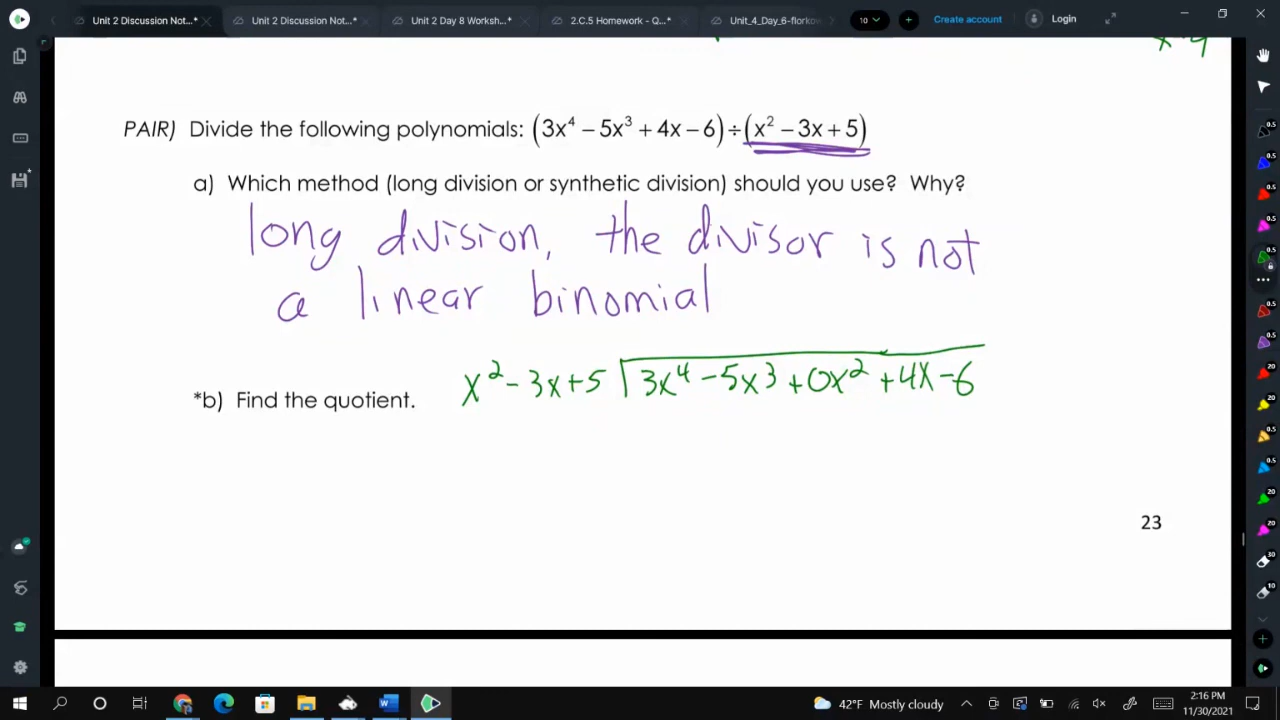 Unit 2 Discussion Not...* Unit 2 Discussion Not...* Unit 2 Day 8 Worksh...* 2.C.5 Homework - Q...* Unit_4_Day_6-florkow 10 Create account Login
PAIR) Divide the following polynomials: (3x⁴ − 5x³ + 4x − 6) ÷ (x² − 3x + 5)
a) Which method (long division or synthetic division) should you use? Why?
long division, the divisor is not
a linear binomial
x² - 3x + 5 3x⁴ - 5x³ + 0x² + 4x - 6
*b) Find the quotient.
23
42°F Mostly cloudy
2:16 PM
11/30/2021